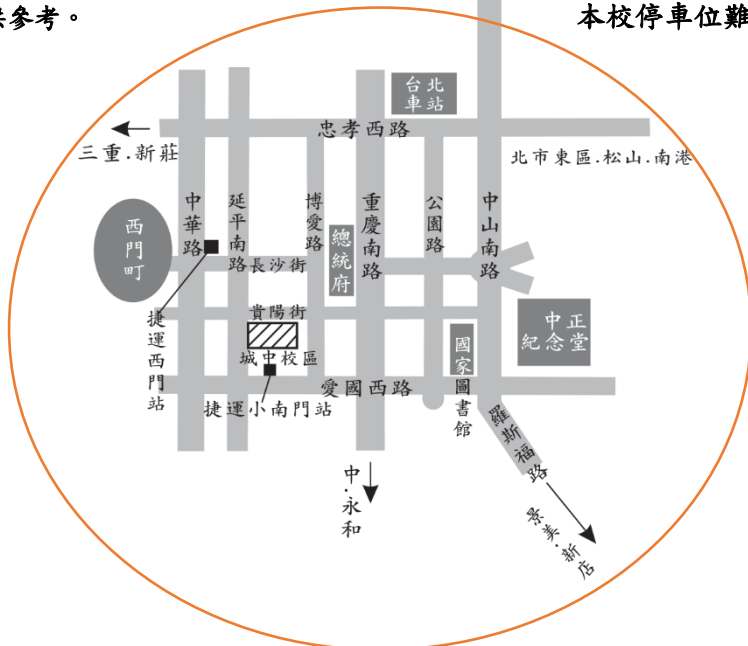 供參考。
本校停車位難
台北
車站
忠孝西路
三重.新莊
北市東區.松山.南港
中華路
延平南路
博愛路
重慶南路
公園路
中山南路
西門町
總統府
長沙街
貴陽街
中正
紀念堂
城中校區
國家圖書館
愛國西路
捷運西門站
捷運小南門站
羅斯福路
中.永和
景美.新店